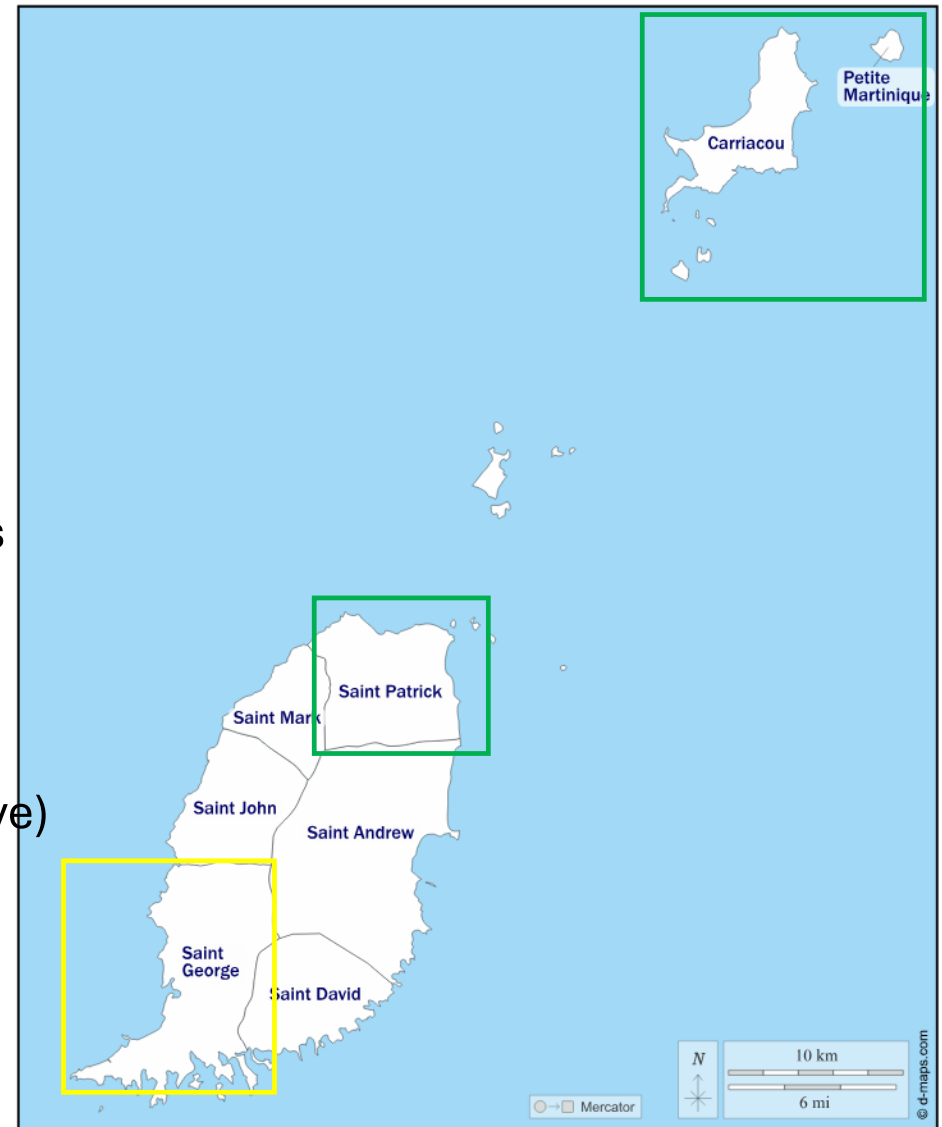 Petite
Martinique
Carriacou
s
Saint Patrick
Saint Mark
Saint John
ve)
Saint Andrew
Saint
George
Saint David
N
10 km
6 mi
Mercator
© d-maps.com